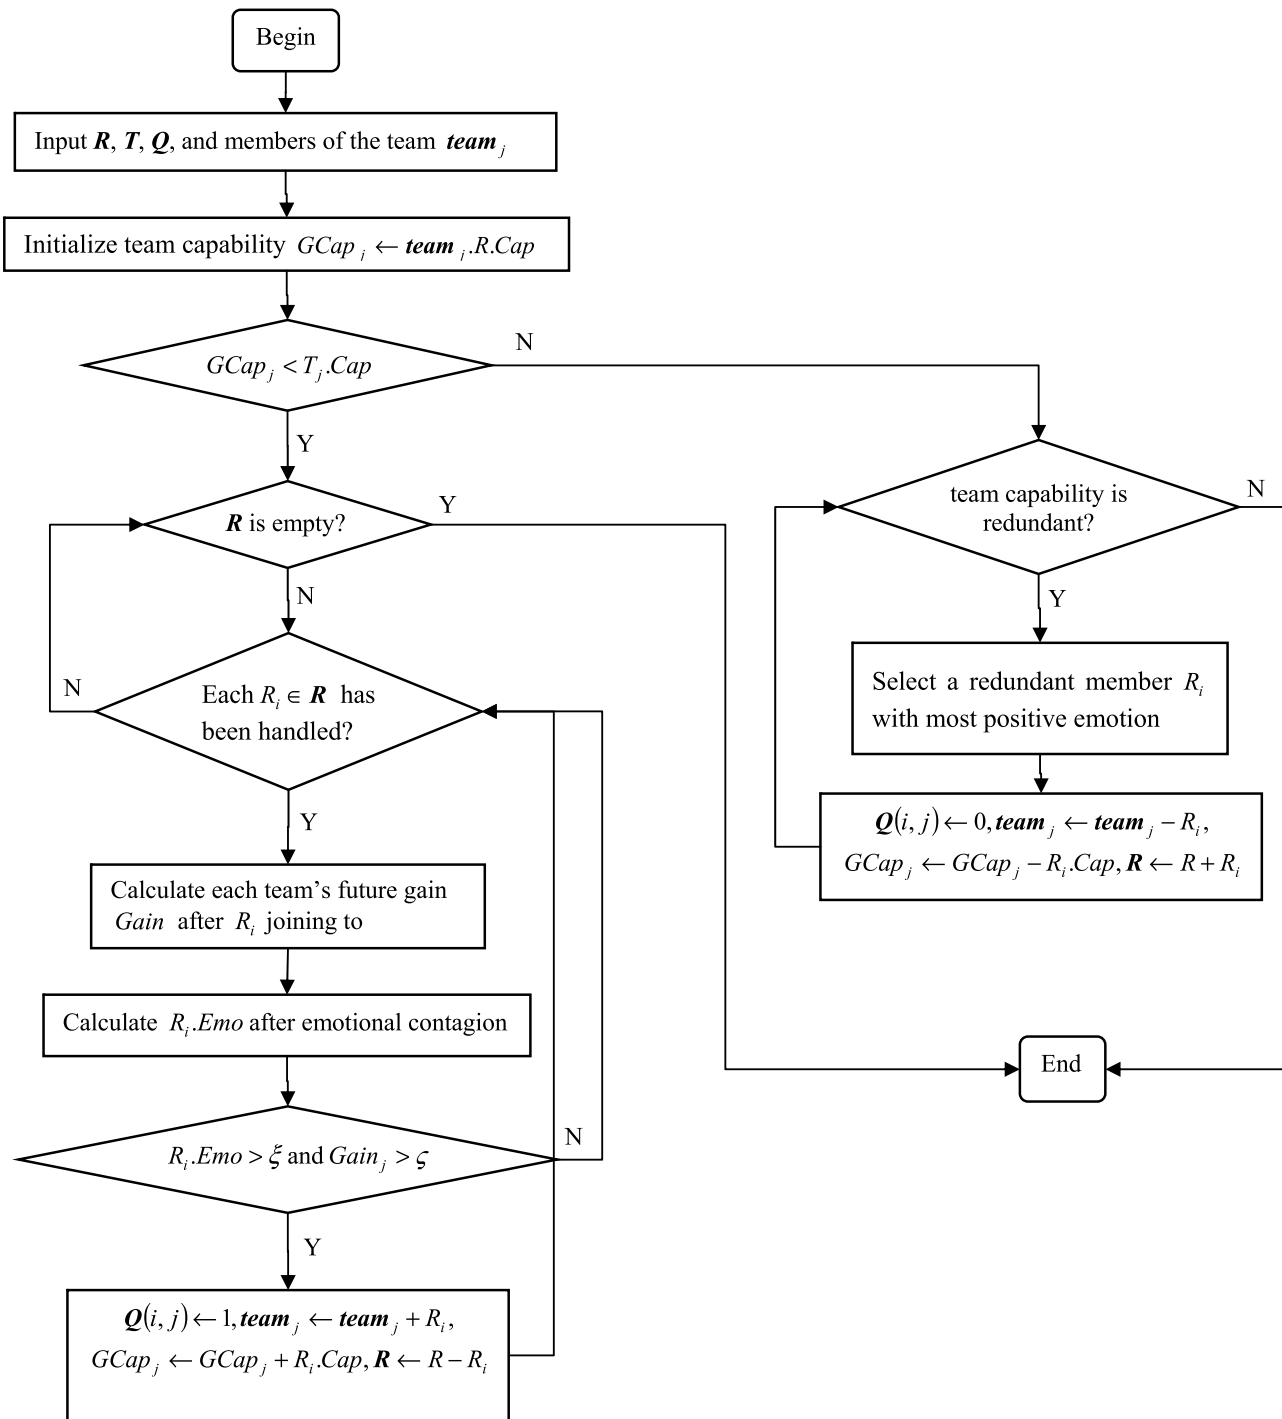 Begin
Input R, T, Q, and members of the team team_j
Initialize team capability GCap_j ← team_j.R.Cap
GCap_j < T_j.Cap
N
Y
R is empty?
Y
N
team capability is
redundant?
N
Y
Each R_i ∈ R has
been handled?
N
Y
Select a redundant member R_i
with most positive emotion
Q(i, j) ← 0, team_j ← team_j − R_i,
GCap_j ← GCap_j − R_i.Cap, R ← R + R_i
Calculate each team's future gain
Gain after R_i joining to
Calculate R_i.Emo after emotional contagion
End
R_i.Emo > ξ and Gain_j > ς
N
Y
Q(i, j) ← 1, team_j ← team_j + R_i,
GCap_j ← GCap_j + R_i.Cap, R ← R − R_i